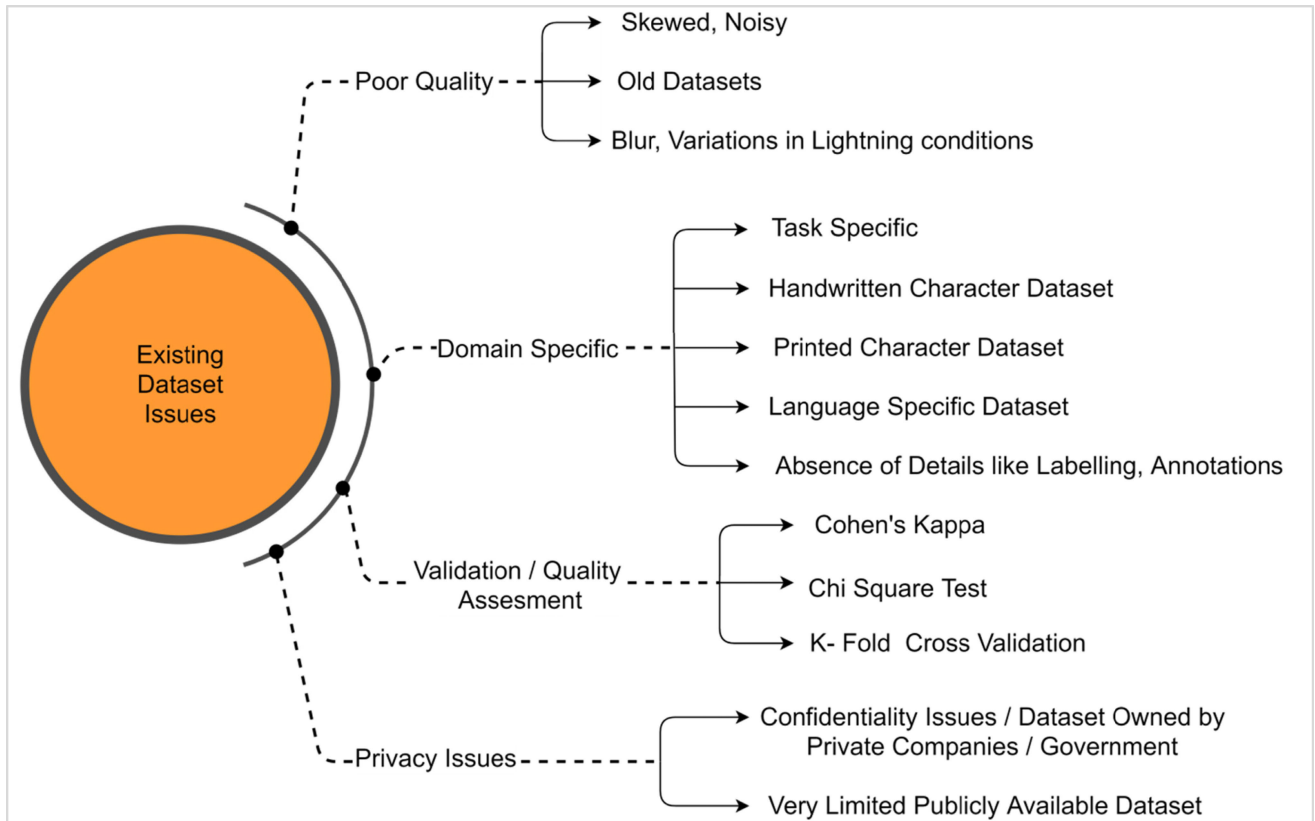 Skewed, Noisy
Poor Quality
Old Datasets
Blur, Variations in Lightning conditions
Existing
Dataset
Issues
Task Specific
Handwritten Character Dataset
Domain Specific
Printed Character Dataset
Language Specific Dataset
Absence of Details like Labelling, Annotations
Cohen's Kappa
Validation / Quality
Assesment
Chi Square Test
K- Fold  Cross Validation
Confidentiality Issues / Dataset Owned by
Private Companies / Government
Privacy Issues
Very Limited Publicly Available Dataset